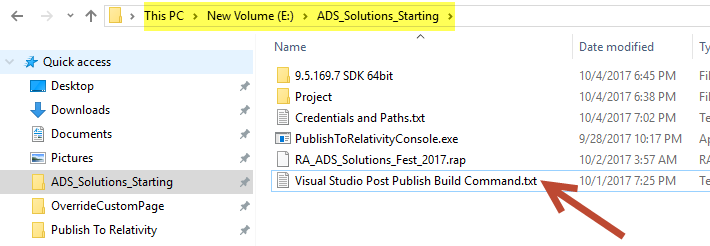 This PC > New Volume (E:) > ADS_Solutions_Starting >
Quick access
Desktop
Downloads
Documents
Pictures
ADS_Solutions_Starting
OverrideCustomPage
Publish To Relativity
Name Date modified Ty
9.5.169.7 SDK 64bit 10/4/2017 6:45 PM Fil
Project 10/4/2017 6:38 PM Fil
Credentials and Paths.txt 10/4/2017 7:02 PM Te
PublishToRelativityConsole.exe 9/28/2017 10:17 PM Ap
RA_ADS_Solutions_Fest_2017.rap 10/2/2017 3:57 AM RA
Visual Studio Post Publish Build Command.txt 10/1/2017 7:25 PM Te